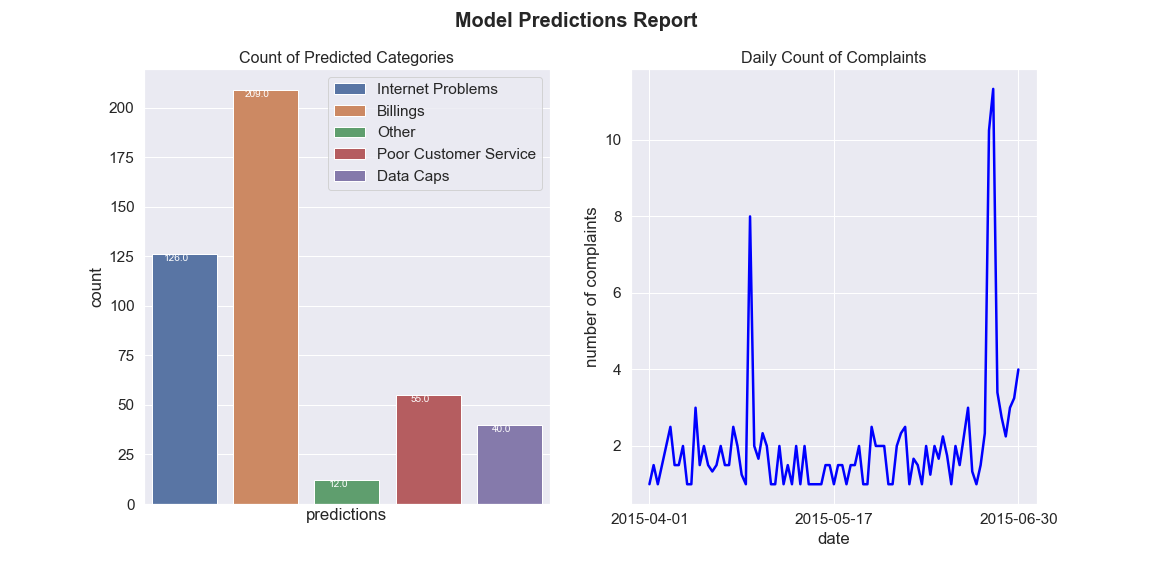 Model Predictions Report
Count of Predicted Categories
Internet Problems
Billings
Other
Poor Customer Service
Data Caps
200
175
150
125
100
75
50
25
0
count
126.0
209.0
12.0
55.0
40.0
predictions
Daily Count of Complaints
10
8
6
4
2
number of complaints
2015-04-01
2015-05-17
2015-06-30
date